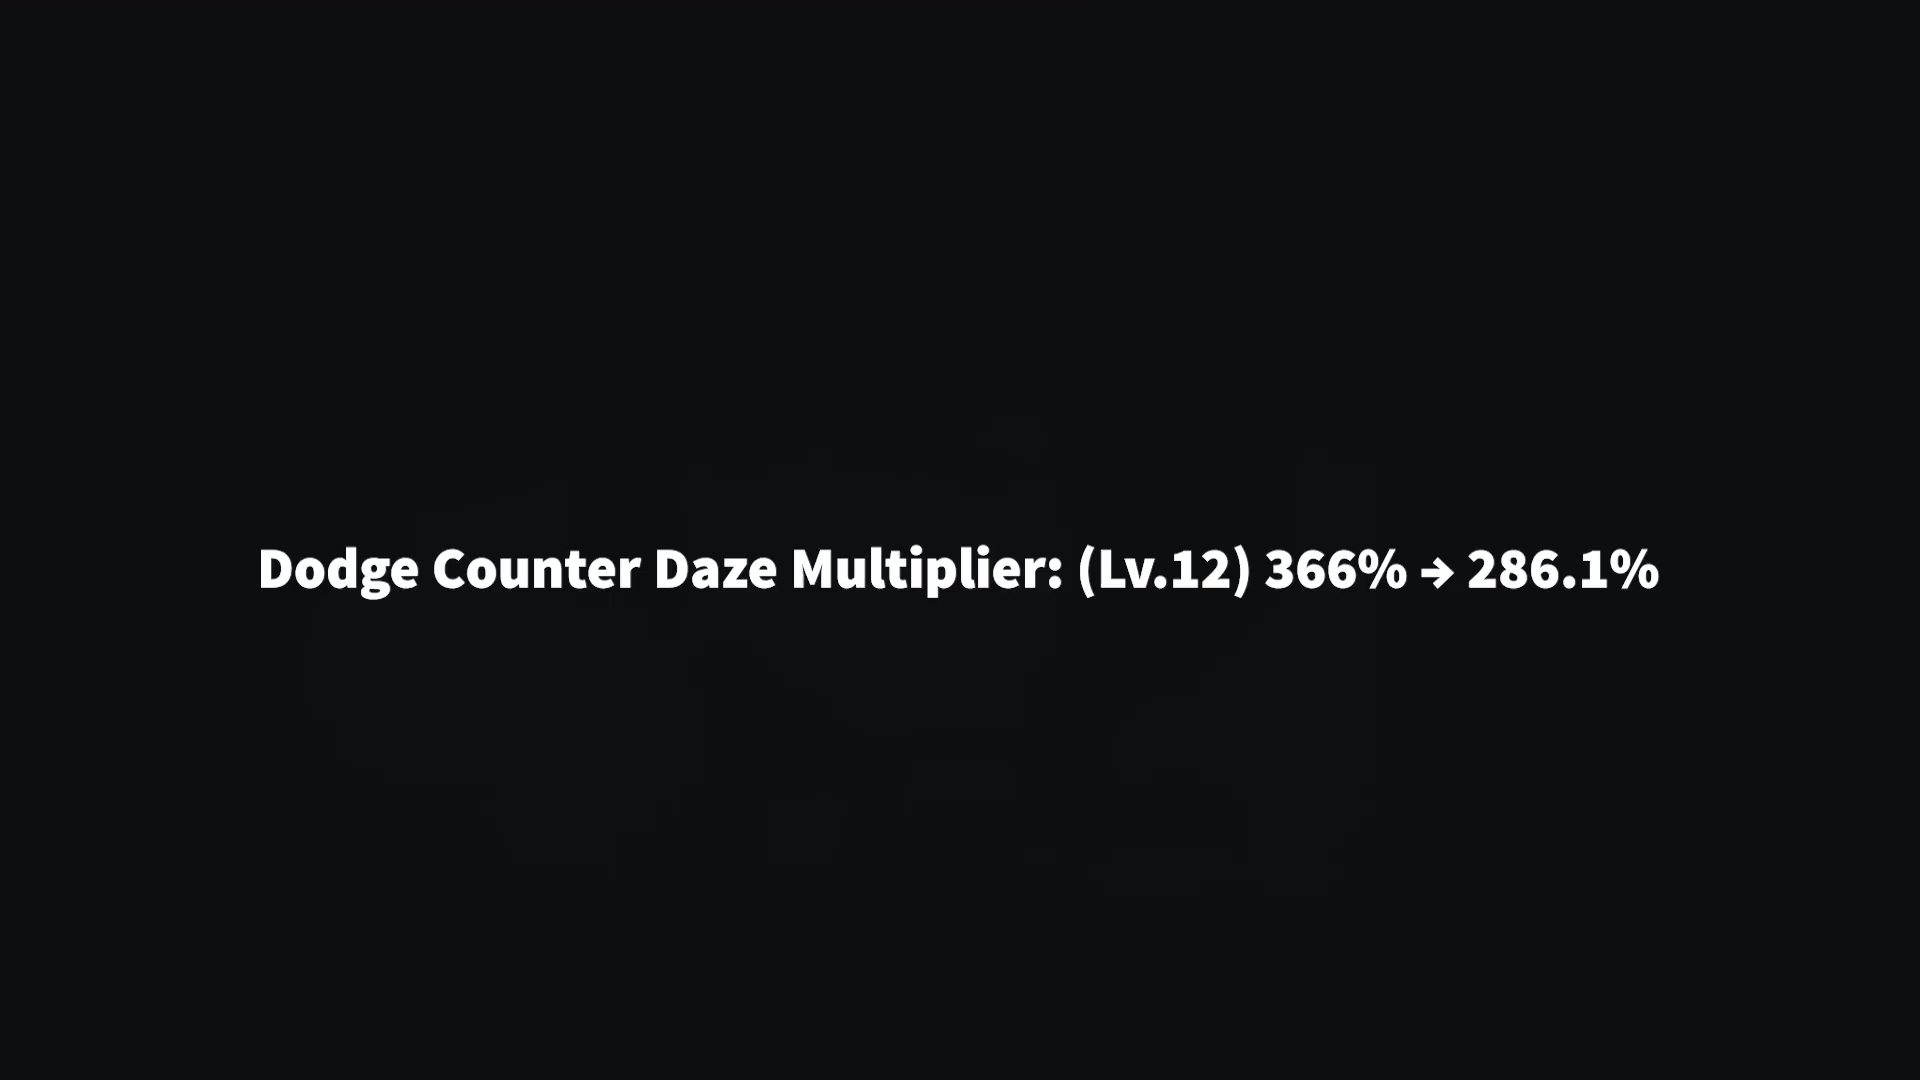 Dodge Counter Daze Multiplier: (Lv.12) 366% → 286.1%